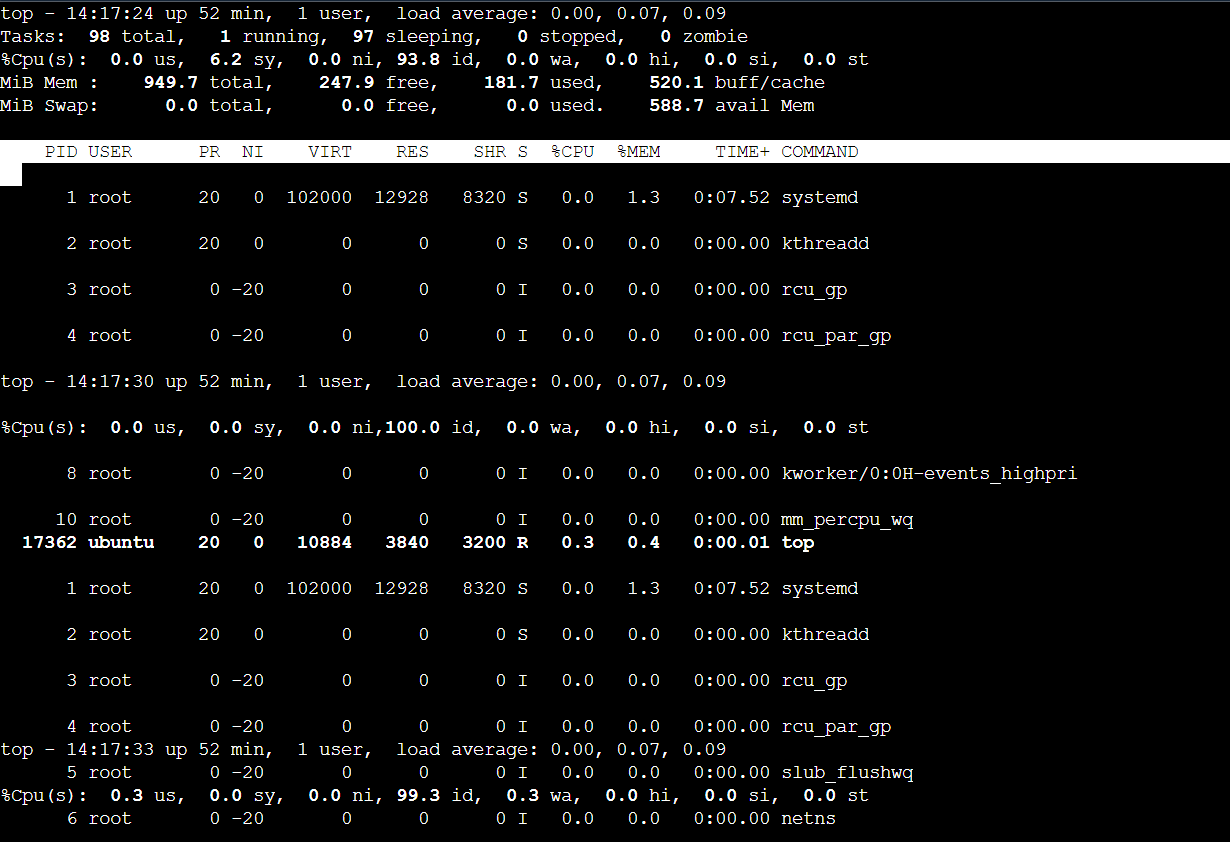 top - 14:17:24 up 52 min,  1 user,  load average: 0.00, 0.07, 0.09
Tasks:  98 total,   1 running,  97 sleeping,   0 stopped,   0 zombie
%Cpu(s):  0.0 us,  6.2 sy,  0.0 ni, 93.8 id,  0.0 wa,  0.0 hi,  0.0 si,  0.0 st
MiB Mem :    949.7 total,    247.9 free,    181.7 used,    520.1 buff/cache
MiB Swap:      0.0 total,      0.0 free,      0.0 used.    588.7 avail Mem
    PID USER      PR  NI    VIRT    RES    SHR S  %CPU  %MEM     TIME+ COMMAND
      1 root      20   0  102000  12928   8320 S   0.0   1.3   0:07.52 systemd
      2 root      20   0       0      0      0 S   0.0   0.0   0:00.00 kthreadd
      3 root       0 -20       0      0      0 I   0.0   0.0   0:00.00 rcu_gp
      4 root       0 -20       0      0      0 I   0.0   0.0   0:00.00 rcu_par_gp
top - 14:17:30 up 52 min,  1 user,  load average: 0.00, 0.07, 0.09
%Cpu(s):  0.0 us,  0.0 sy,  0.0 ni,100.0 id,  0.0 wa,  0.0 hi,  0.0 si,  0.0 st
      8 root       0 -20       0      0      0 I   0.0   0.0   0:00.00 kworker/0:0H-events_highpri
     10 root       0 -20       0      0      0 I   0.0   0.0   0:00.00 mm_percpu_wq
  17362 ubuntu    20   0   10884   3840   3200 R   0.3   0.4   0:00.01 top
      1 root      20   0  102000  12928   8320 S   0.0   1.3   0:07.52 systemd
      2 root      20   0       0      0      0 S   0.0   0.0   0:00.00 kthreadd
      3 root       0 -20       0      0      0 I   0.0   0.0   0:00.00 rcu_gp
      4 root       0 -20       0      0      0 I   0.0   0.0   0:00.00 rcu_par_gp
top - 14:17:33 up 52 min,  1 user,  load average: 0.00, 0.07, 0.09
      5 root       0 -20       0      0      0 I   0.0   0.0   0:00.00 slub_flushwq
%Cpu(s):  0.3 us,  0.0 sy,  0.0 ni, 99.3 id,  0.3 wa,  0.0 hi,  0.0 si,  0.0 st
      6 root       0 -20       0      0      0 I   0.0   0.0   0:00.00 netns